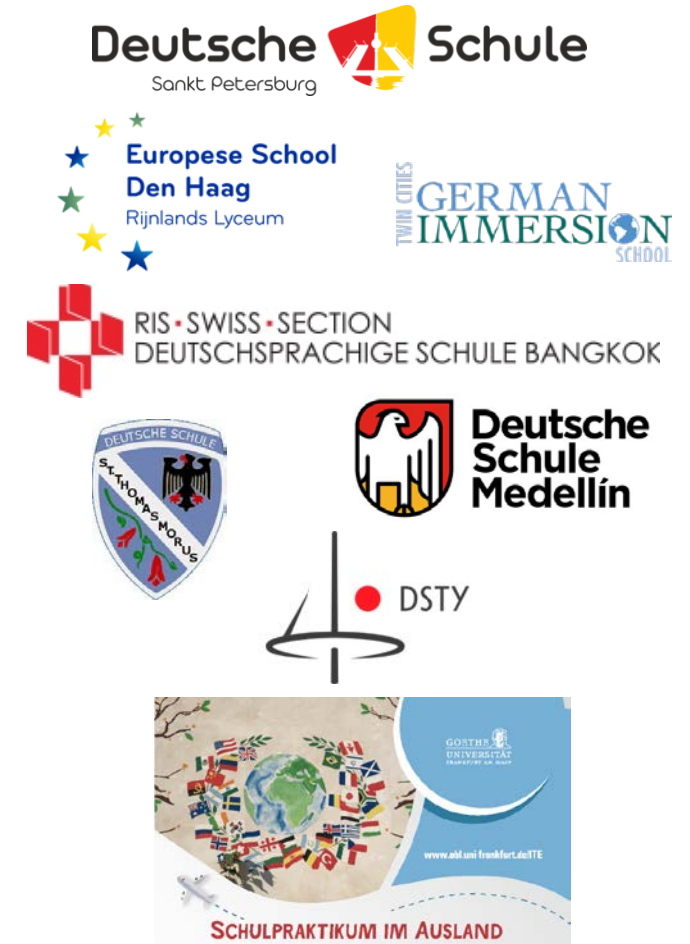 Deutsche Schule
Sankt Petersburg
Europese School
Den Haag
Rijnlands Lyceum
TWIN CITIES
GERMAN
IMMERSION
SCHOOL
RIS·SWISS·SECTION
DEUTSCHSPRACHIGE SCHULE BANGKOK
DEUTSCHE SCHULE
ST. THOMAS MORUS
Deutsche
Schule
Medellín
DSTY
GOETHE
UNIVERSITÄT
FRANKFURT AM MAIN
www.abl.uni-frankfurt.de/ITE
SCHULPRAKTIKUM IM AUSLAND